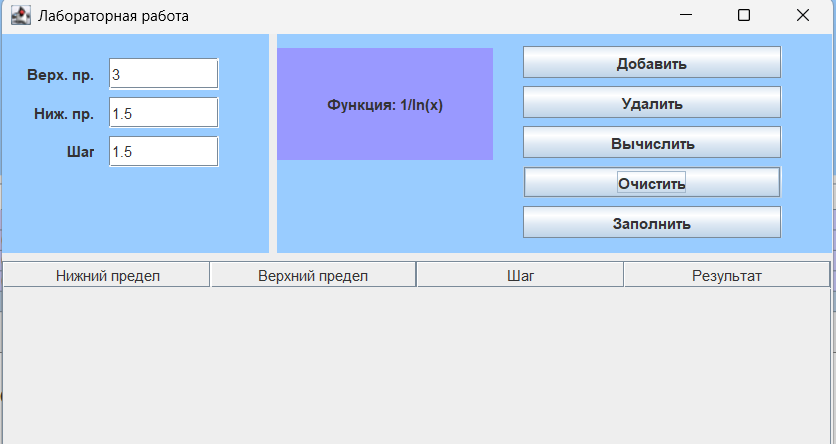 Лабораторная работа
Верх. пр. 3
Ниж. пр. 1.5
Шаг 1.5
Функция: 1/ln(x)
Добавить
Удалить
Вычислить
Очистить
Заполнить
Нижний предел Верхний предел Шаг Результат